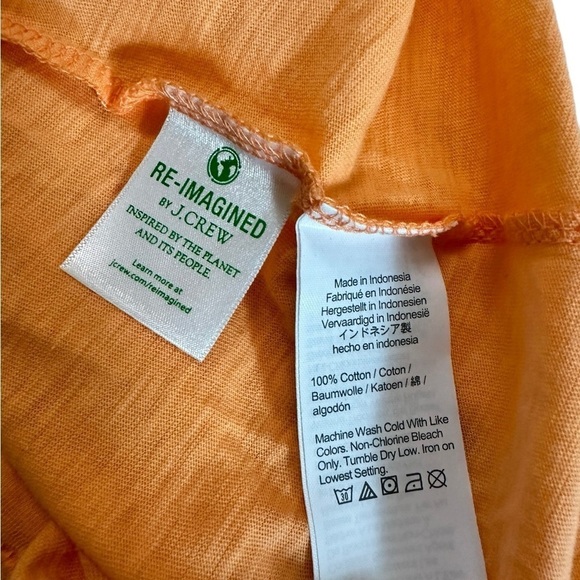 RE-IMAGINED
BY J.CREW
INSPIRED BY THE PLANET
AND ITS PEOPLE.
Learn more at
jcrew.com/reimagined
Made in Indonesia
Fabriqué en Indonésie
Hergestellt in Indonesien
Vervaardigd in Indonesië
インドネシア製
hecho en indonesia
100% Cotton / Coton /
Baumwolle / Katoen / 綿 /
algodón
Machine Wash Cold With Like
Colors. Non-Chlorine Bleach
Only. Tumble Dry Low. Iron on
Lowest Setting.
30